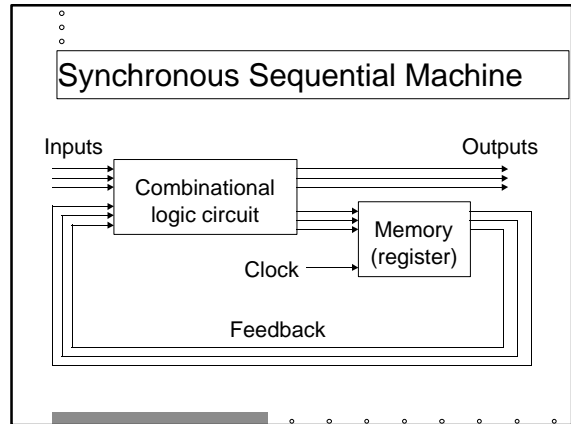 Synchronous Sequential Machine
Inputs
Outputs
Combinational
logic circuit
Memory
(register)
Clock
Feedback